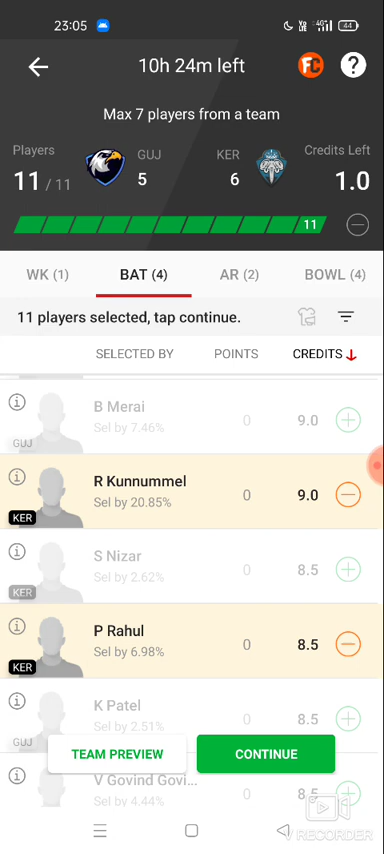 23:05 4G 44
10h 24m left FC ?
Max 7 players from a team
Players GUJ KER Credits Left
11 / 11 5 6 1.0
11
WK (1) BAT (4) AR (2) BOWL (4)
11 players selected, tap continue.
SELECTED BY POINTS CREDITS
B Merai
Sel by 7.46% 0 9.0
GUJ
R Kunnummel
Sel by 20.85% 0 9.0
KER
S Nizar
Sel by 2.62% 0 8.5
KER
P Rahul
Sel by 6.98% 0 8.5
KER
K Patel
Sel by 2.51% 0 8.5
GUJ
TEAM PREVIEW CONTINUE
V Govind Govi...
Sel by 4.44% 0 8.5
V RECORDER